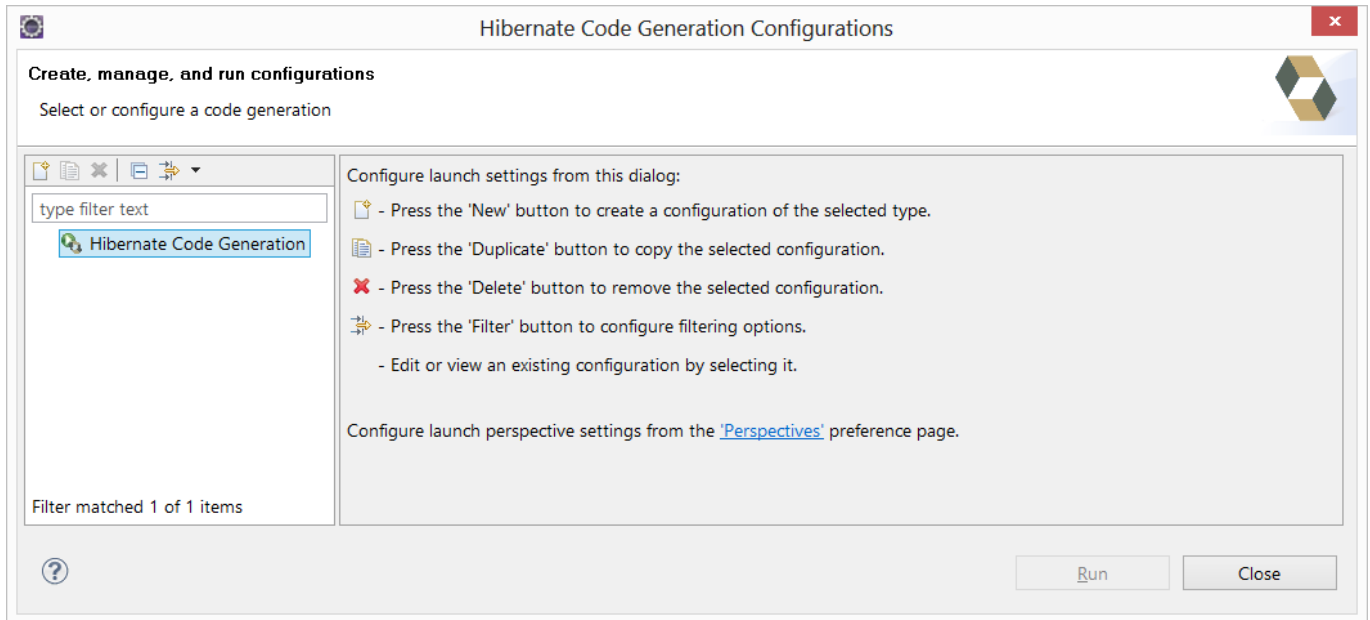 Hibernate Code Generation Configurations
Create, manage, and run configurations
Select or configure a code generation
type filter text
Hibernate Code Generation
Filter matched 1 of 1 items
Configure launch settings from this dialog:
- Press the 'New' button to create a configuration of the selected type.
- Press the 'Duplicate' button to copy the selected configuration.
- Press the 'Delete' button to remove the selected configuration.
- Press the 'Filter' button to configure filtering options.
- Edit or view an existing configuration by selecting it.
Configure launch perspective settings from the 'Perspectives' preference page.
Run
Close